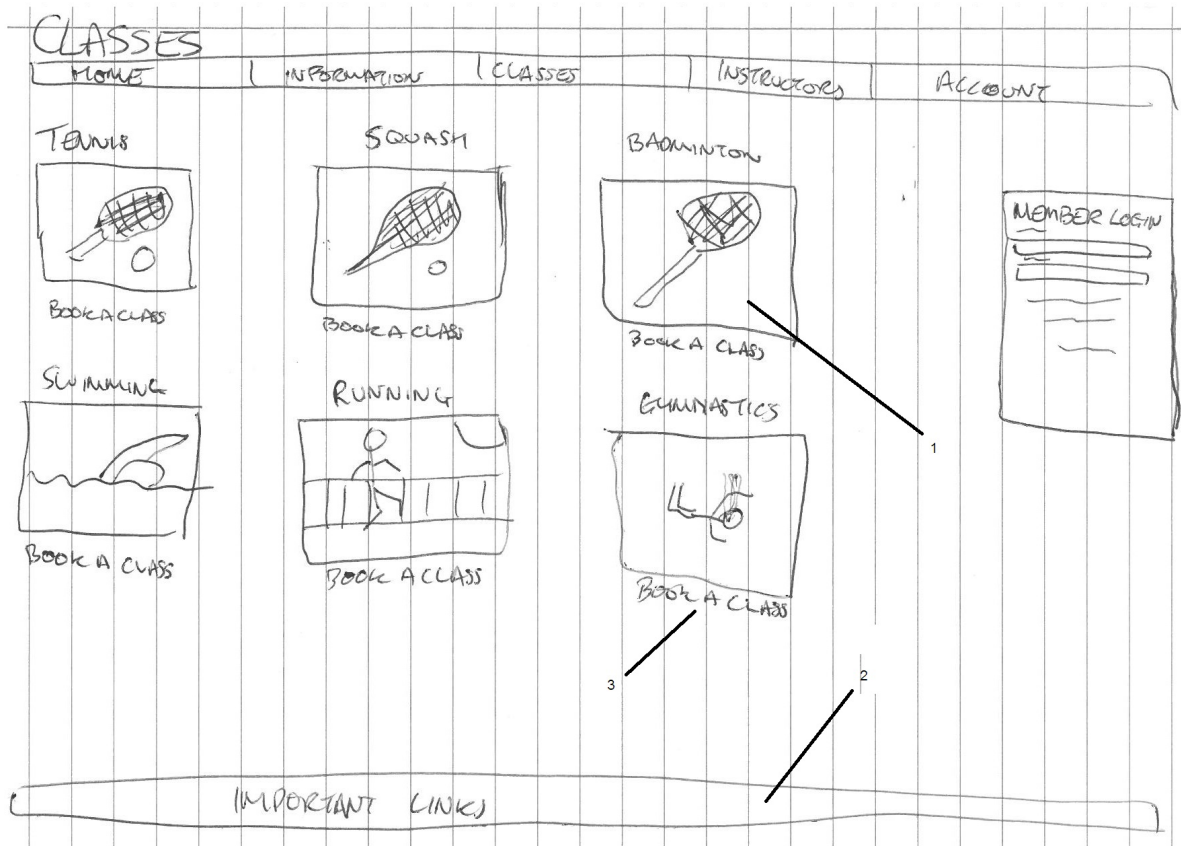 CLASSES
HOME INFORMATION CLASSES INSTRUCTORS ACCOUNT
TENNIS SQUASH BADMINTON
MEMBER LOGIN
BOOK A CLASS BOOK A CLASS BOOK A CLASS
1
SWIMMING RUNNING GYMNASTICS
BOOK A CLASS BOOK A CLASS BOOK A CLASS
3
2
IMPORTANT LINKS